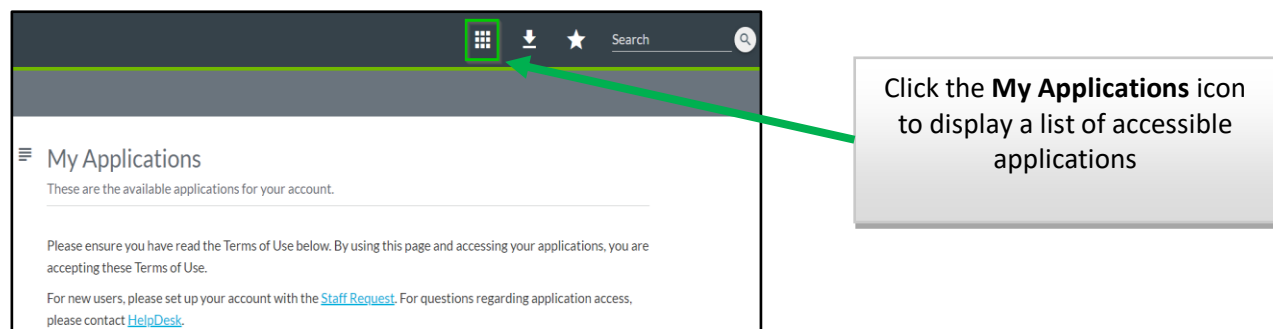 Search
Click the My Applications icon
to display a list of accessible
applications
My Applications
These are the available applications for your account.
Please ensure you have read the Terms of Use below. By using this page and accessing your applications, you are
accepting these Terms of Use.
For new users, please set up your account with the Staff Request. For questions regarding application access,
please contact HelpDesk.